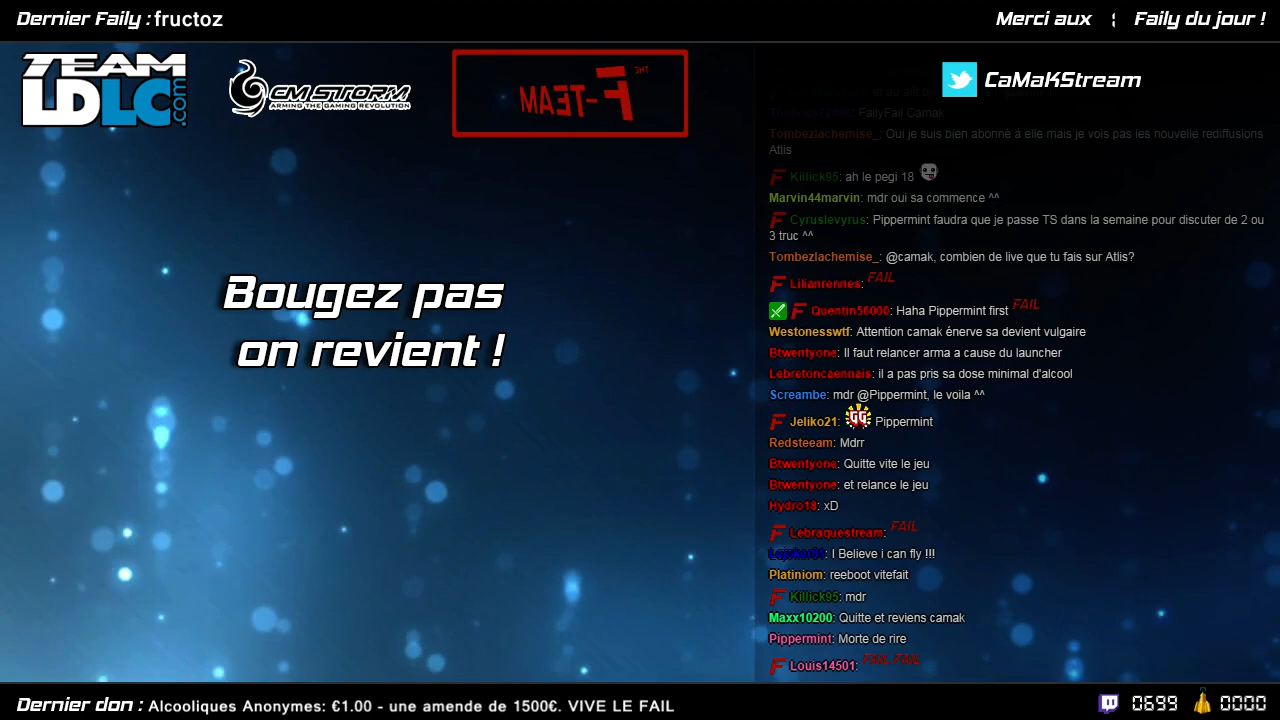 Dernier Faily : fructoz
Merci aux : Faily du jour !
TEAM
LDLC.com
CM STORM
ARMING THE GAMING REVOLUTION
THE
F-TEAM
CaMaKStream
FailyFail Camak
Tombezlachemise_: Oui je suis bien abonné à elle mais je vois pas les nouvelle rediffusions
Atlis
F Killick95: ah le pegi 18
Marvin44marvin: mdr oui sa commence ^^
F Cyruslevyrus: Pippermint faudra que je passe TS dans la semaine pour discuter de 2 ou
3 truc ^^
Tombezlachemise_: @camak, combien de live que tu fais sur Atlis?
F Lilianrennes: FAIL
F Quentin56000: Haha Pippermint first FAIL
Westonesswtf: Attention camak énerve sa devient vulgaire
Btwentyone: Il faut relancer arma a cause du launcher
Lebretoncaennais: il a pas pris sa dose minimal d'alcool
Screambe: mdr @Pippermint, le voila ^^
F Jeliko21: GG Pippermint
Redsteeam: Mdrr
Btwentyone: Quitte vite le jeu
Btwentyone: et relance le jeu
Hydro18: xD
F Lebraquestream: FAIL
I Believe i can fly !!!
Platiniom: reeboot vitefait
F Killick95: mdr
Maxx10200: Quitte et reviens camak
Pippermint: Morte de rire
F Louis14501: FAIL FAIL
Bougez pas
on revient !
Dernier don : Alcooliques Anonymes: €1.00 - une amende de 1500€. VIVE LE FAIL
0699 0000